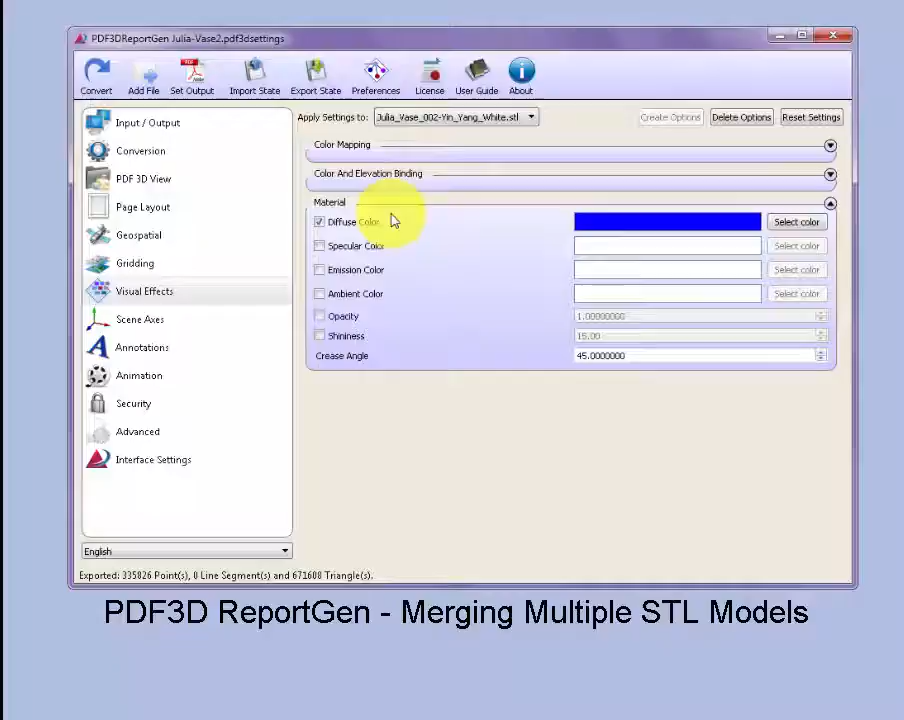 PDF3DReportGen Julia-Vase2.pdf3dsettings
Convert Add File Set Output Import State Export State Preferences License User Guide About
Input / Output
Conversion
PDF 3D View
Page Layout
Geospatial
Gridding
Visual Effects
Scene Axes
Annotations
Animation
Security
Advanced
Interface Settings
English
Apply Settings to: Julia_Vase_002-Yin_Yang_White.stl Create Options Delete Options Reset Settings
Color Mapping
Color And Elevation Binding
Material
Diffuse Color Select color
Specular Color Select color
Emission Color Select color
Ambient Color Select color
Opacity 1.0000000
Shininess 15.00
Crease Angle 45.0000000
Exported: 335826 Point(s), 0 Line Segment(s) and 671608 Triangle(s).
PDF3D ReportGen - Merging Multiple STL Models